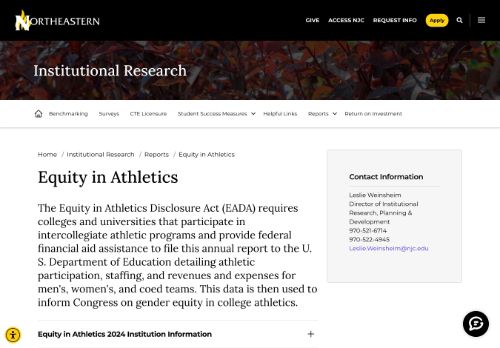 NORTHEASTERN
GIVE ACCESS NJC REQUEST INFO Apply
Institutional Research
Benchmarking Surveys CTE Licensure Student Success Measures Helpful Links Reports Return on Investment
Home / Institutional Research / Reports / Equity in Athletics
Equity in Athletics
The Equity in Athletics Disclosure Act (EADA) requires
colleges and universities that participate in
intercollegiate athletic programs and provide federal
financial aid assistance to file this annual report to the U.
S. Department of Education detailing athletic
participation, staffing, and revenues and expenses for
men's, women's, and coed teams. This data is then used to
inform Congress on gender equity in college athletics.
Equity in Athletics 2024 Institution Information
Contact Information
Leslie Weinsheim
Director of Institutional
Research, Planning &
Development
970-521-6714
970-522-4945
Leslie.Weinsheim@njc.edu